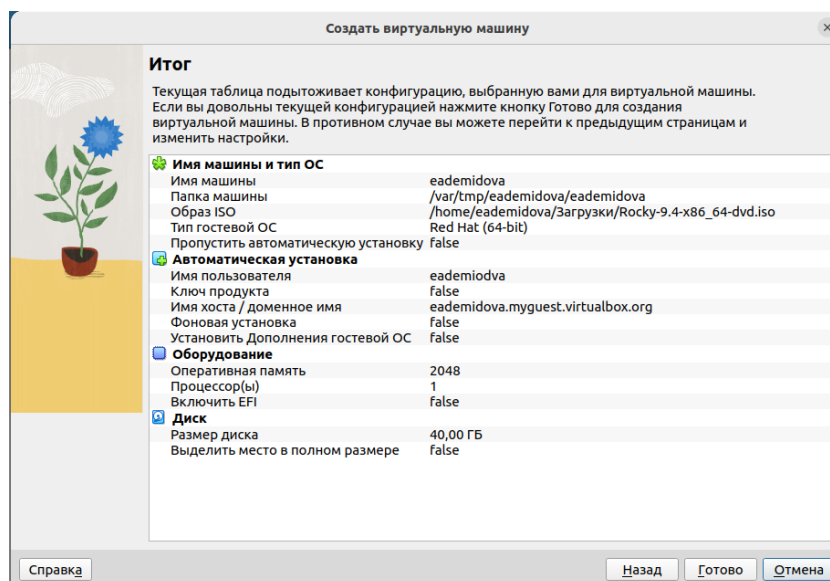 Создать виртуальную машину
Итог
Текущая таблица подытоживает конфигурацию, выбранную вами для виртуальной машины.
Если вы довольны текущей конфигурацией нажмите кнопку Готово для создания
виртуальной машины. В противном случае вы можете перейти к предыдущим страницам и
изменить настройки.
Имя машины и тип ОС
Имя машины eademidova
Папка машины /var/tmp/eademidova/eademidova
Образ ISO /home/eademidova/Загрузки/Rocky-9.4-x86_64-dvd.iso
Тип гостевой ОС Red Hat (64-bit)
Пропустить автоматическую установку false
Автоматическая установка
Имя пользователя eademiodva
Ключ продукта false
Имя хоста / доменное имя eademidova.myguest.virtualbox.org
Фоновая установка false
Установить Дополнения гостевой ОС false
Оборудование
Оперативная память 2048
Процессор(ы) 1
Включить EFI false
Диск
Размер диска 40,00 ГБ
Выделить место в полном размере false
Справка Назад Готово Отмена